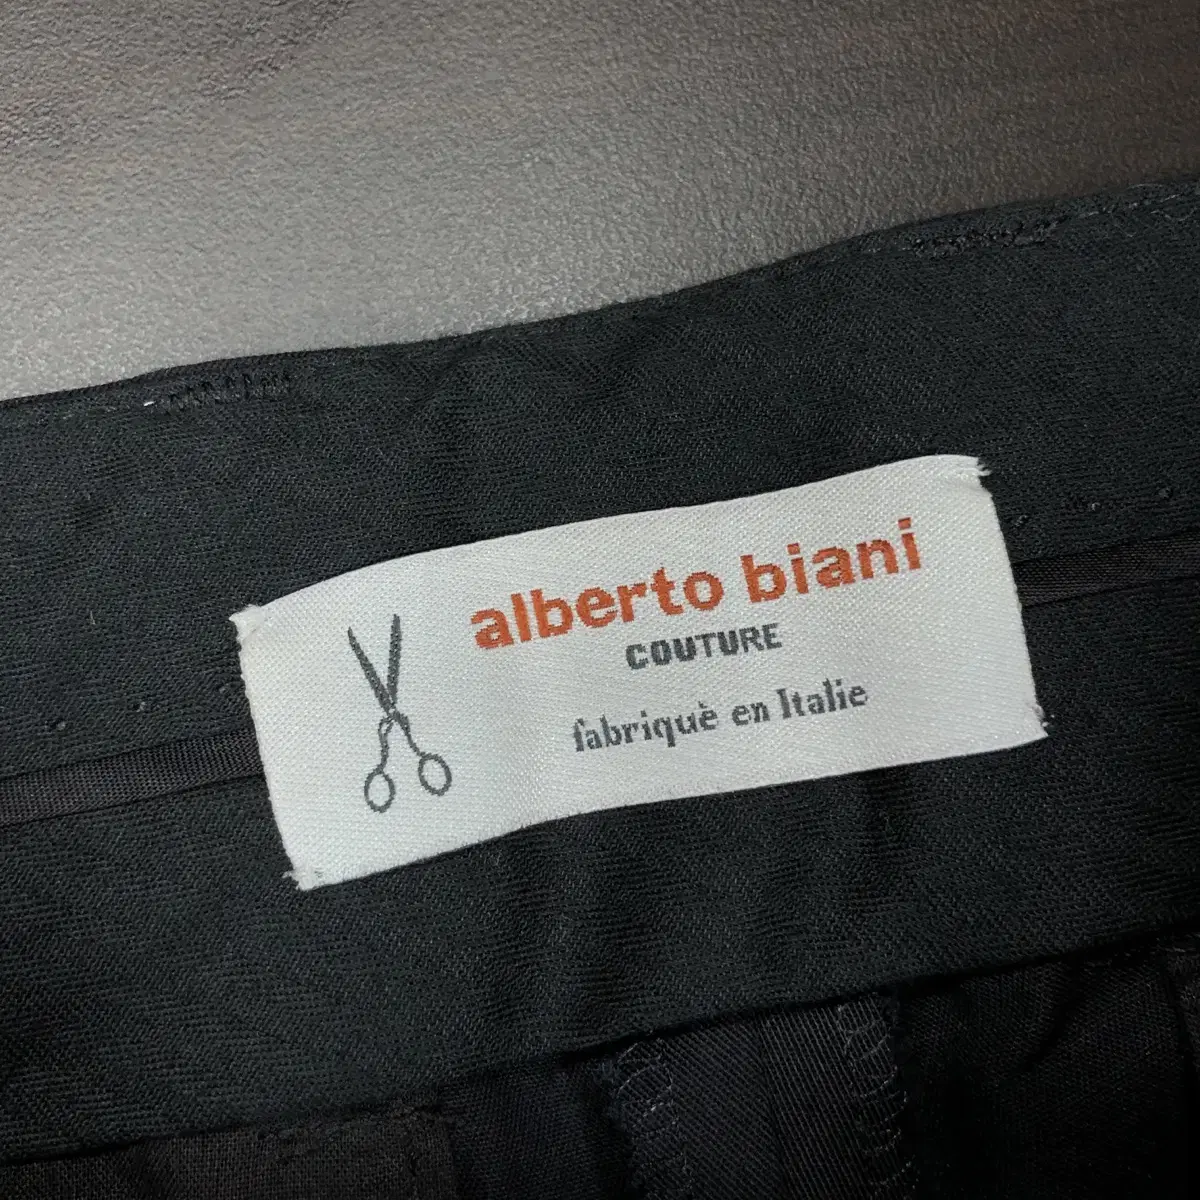 alberto biani
COUTURE
fabriquè en Italie